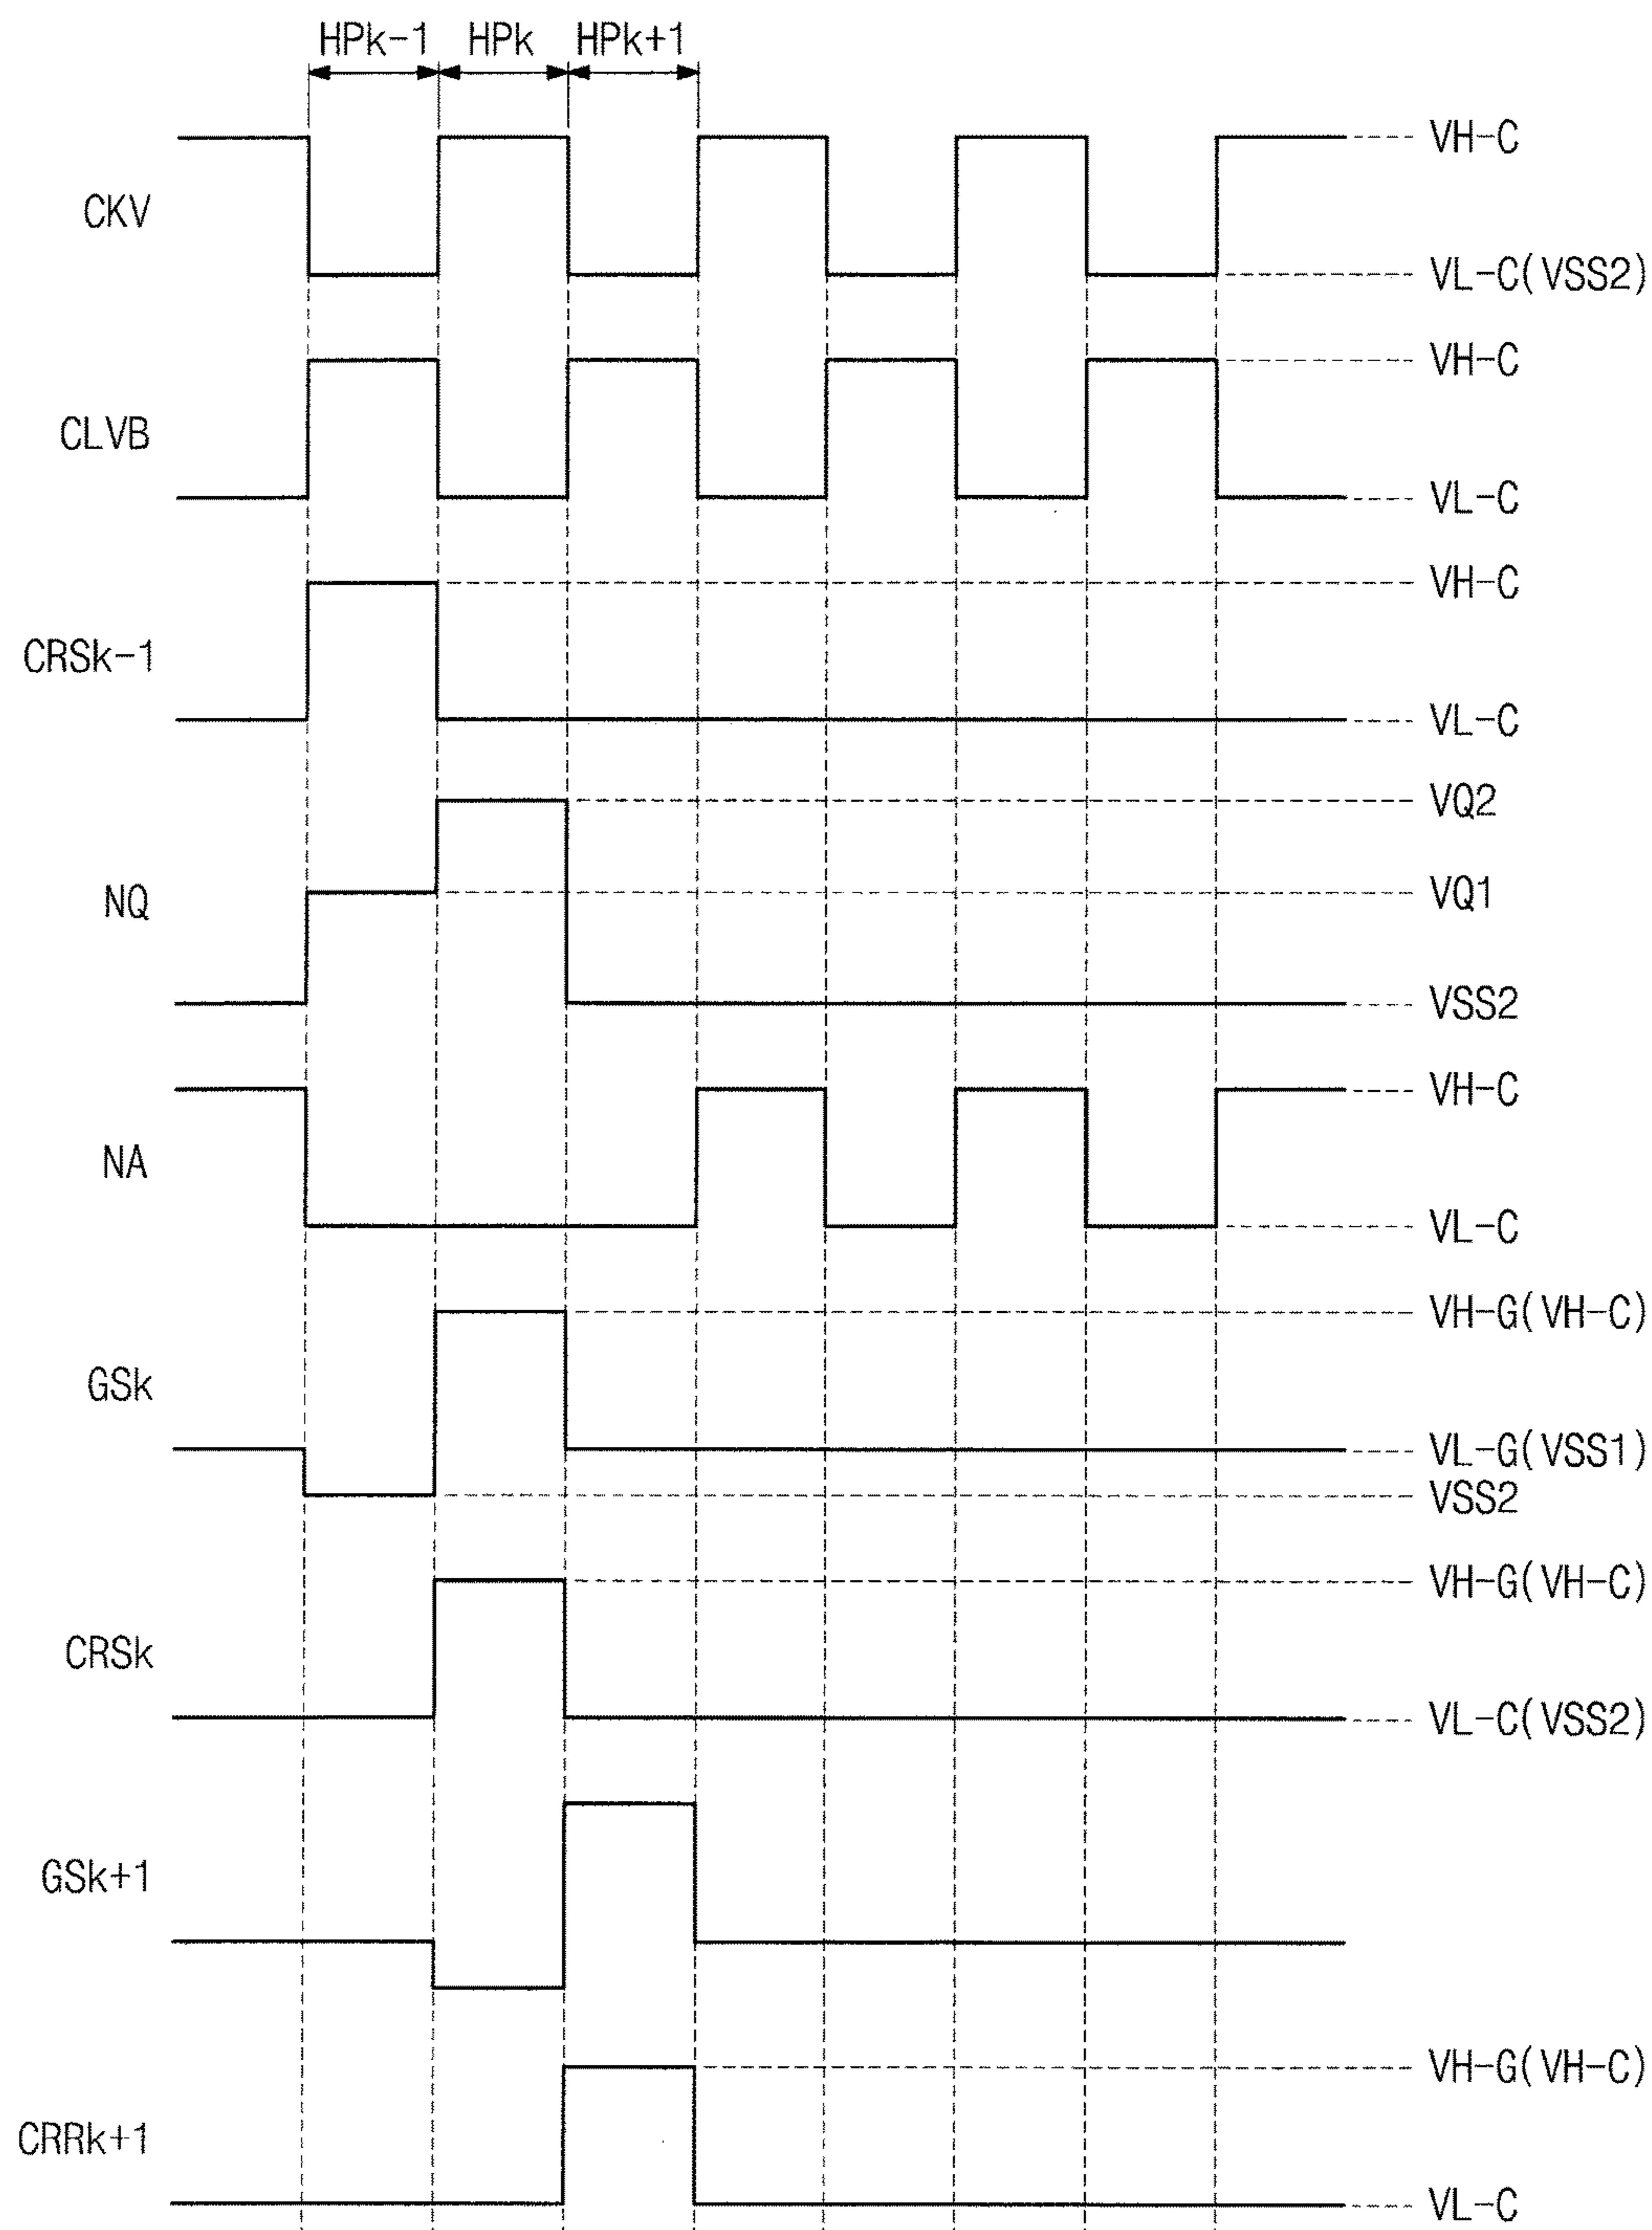 HPk-1 HPk HPk+1
CKV
VH-C
VL-C(VSS2)
CLVB
VH-C
VL-C
CRSk-1
VH-C
VL-C
NQ
VQ2
VQ1
VSS2
NA
VH-C
VL-C
GSk
VH-G(VH-C)
VL-G(VSS1)
VSS2
CRSk
VH-G(VH-C)
VL-C(VSS2)
GSk+1
CRRk+1
VH-G(VH-C)
VL-C